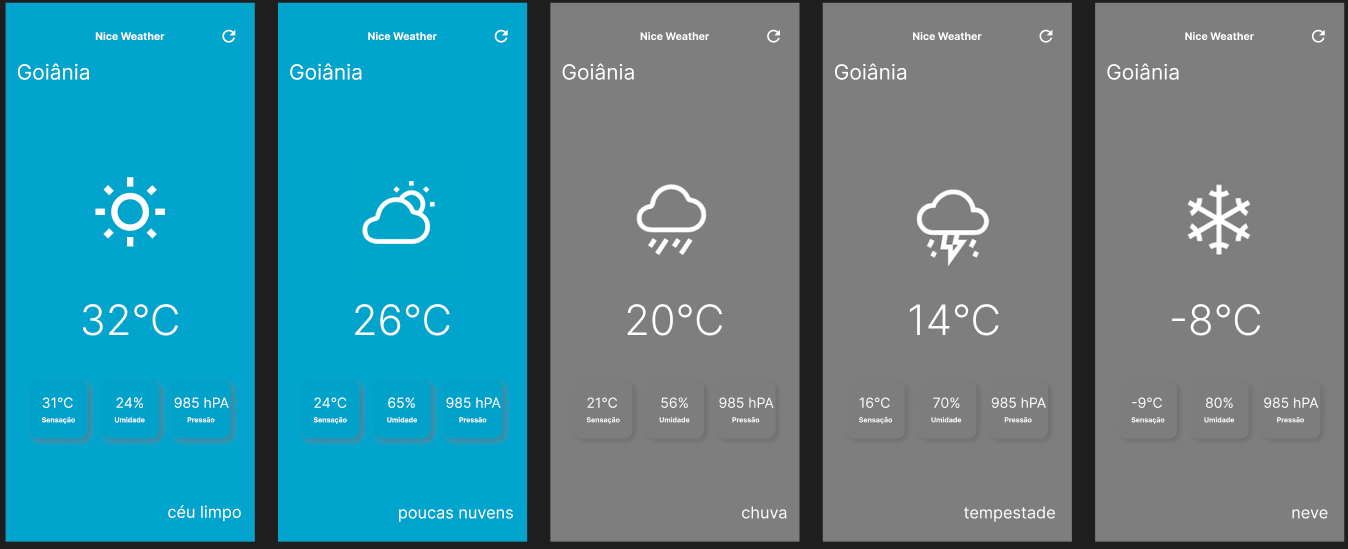 Nice Weather
Goiânia
32°C
31°C 24% 985 hPA
Sensação Umidade Pressão
céu limpo
Nice Weather
Goiânia
26°C
24°C 65% 985 hPA
Sensação Umidade Pressão
poucas nuvens
Nice Weather
Goiânia
20°C
21°C 56% 985 hPA
Sensação Umidade Pressão
chuva
Nice Weather
Goiânia
14°C
16°C 70% 985 hPA
Sensação Umidade Pressão
tempestade
Nice Weather
Goiânia
-8°C
-9°C 80% 985 hPA
Sensação Umidade Pressão
neve